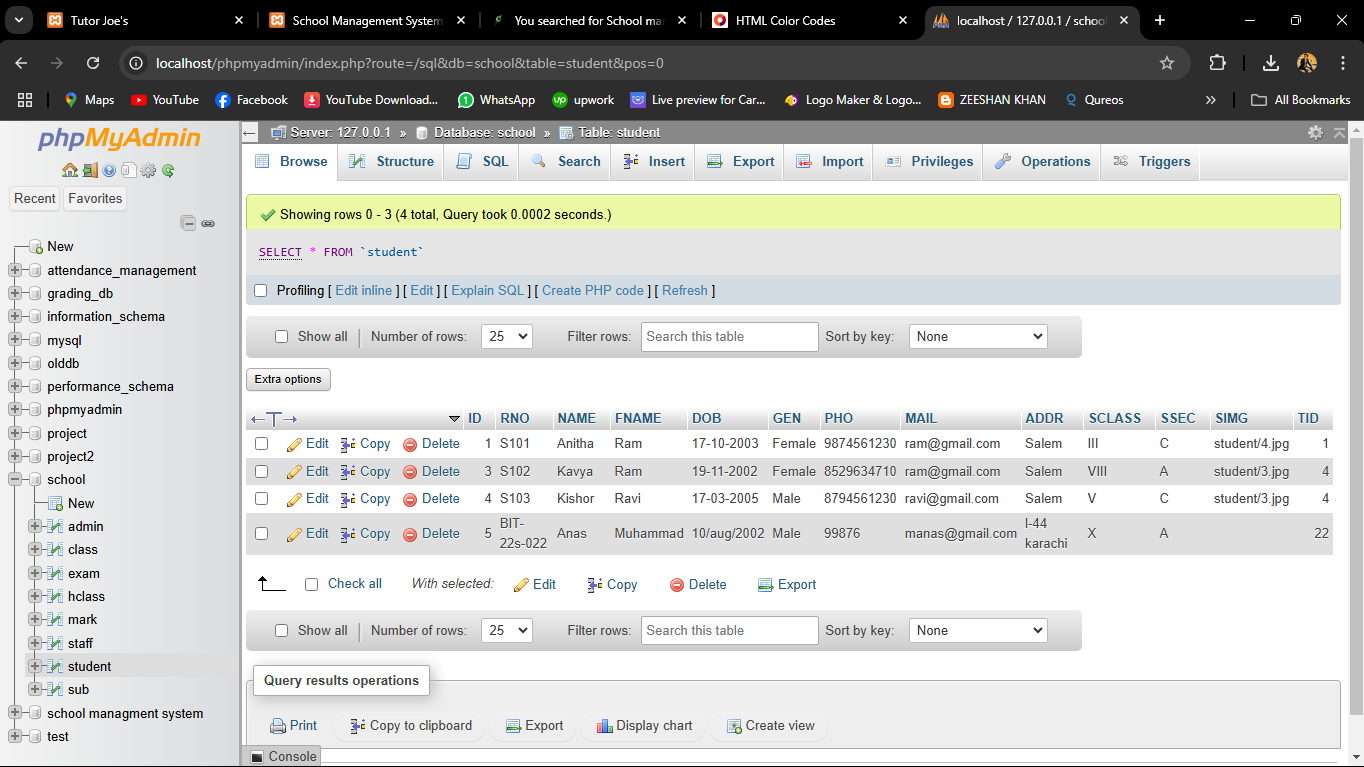 Tutor Joe's
School Management System
You searched for School mar
HTML Color Codes
localhost / 127.0.0.1 / schoo
localhost/phpmyadmin/index.php?route=/sql&db=school&table=student&pos=0
Maps YouTube Facebook YouTube Download... WhatsApp upwork Live preview for Car... Logo Maker & Logo... ZEESHAN KHAN Qureos » All Bookmarks
phpMyAdmin
Recent Favorites
New
attendance_management
grading_db
information_schema
mysql
olddb
performance_schema
phpmyadmin
project
project2
school
New
admin
class
exam
hclass
mark
staff
student
sub
school managment system
test
Server: 127.0.0.1 » Database: school » Table: student
Browse Structure SQL Search Insert Export Import Privileges Operations Triggers
Showing rows 0 - 3 (4 total, Query took 0.0002 seconds.)
SELECT * FROM `student`
Profiling [ Edit inline ] [ Edit ] [ Explain SQL ] [ Create PHP code ] [ Refresh ]
Show all Number of rows: 25 Filter rows: Search this table Sort by key: None
Extra options
ID RNO NAME FNAME DOB GEN PHO MAIL ADDR SCLASS SSEC SIMG TID
Edit Copy Delete 1 S101 Anitha Ram 17-10-2003 Female 9874561230 ram@gmail.com Salem III C student/4.jpg 1
Edit Copy Delete 3 S102 Kavya Ram 19-11-2002 Female 8529634710 ram@gmail.com Salem VIII A student/3.jpg 4
Edit Copy Delete 4 S103 Kishor Ravi 17-03-2005 Male 8794561230 ravi@gmail.com Salem V C student/3.jpg 4
Edit Copy Delete 5 BIT-22s-022 Anas Muhammad 10/aug/2002 Male 99876 manas@gmail.com l-44 karachi X A 22
Check all With selected: Edit Copy Delete Export
Show all Number of rows: 25 Filter rows: Search this table Sort by key: None
Query results operations
Print Copy to clipboard Export Display chart Create view
Console